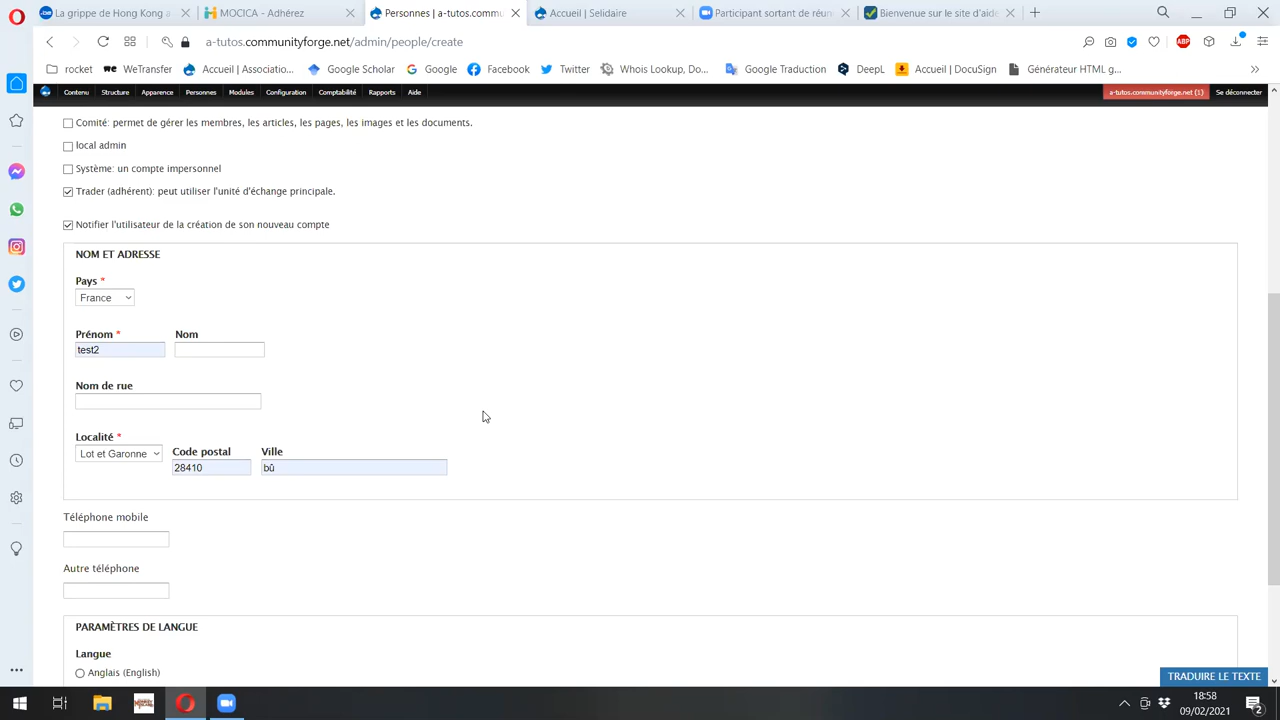 La grippe de Hong Kong a
MOCICA - Adhérez
Personnes | a-tutos.commu
Accueil | Selidaire
Participant sortant de réun
Bienvenue sur le site d'aide
a-tutos.communityforge.net/admin/people/create
ABP
rocket
WeTransfer
Accueil | Associatio...
Google Scholar
Google
Facebook
Twitter
Whois Lookup, Do...
Google Traduction
DeepL
Accueil | DocuSign
Générateur HTML g...
Contenu
Structure
Apparence
Personnes
Modules
Configuration
Comptabilité
Rapports
Aide
a-tutos.communityforge.net (1)
Se déconnecter
Comité: permet de gérer les membres, les articles, les pages, les images et les documents.
local admin
Système: un compte impersonnel
Trader (adhérent): peut utiliser l'unité d'échange principale.
Notifier l'utilisateur de la création de son nouveau compte
NOM ET ADRESSE
Pays *
France
Prénom * Nom
test2
Nom de rue
Localité *
Code postal Ville
Lot et Garonne 28410 bû
Téléphone mobile
Autre téléphone
PARAMÈTRES DE LANGUE
Langue
Anglais (English)
TRADUIRE LE TEXTE
18:58
09/02/2021
2